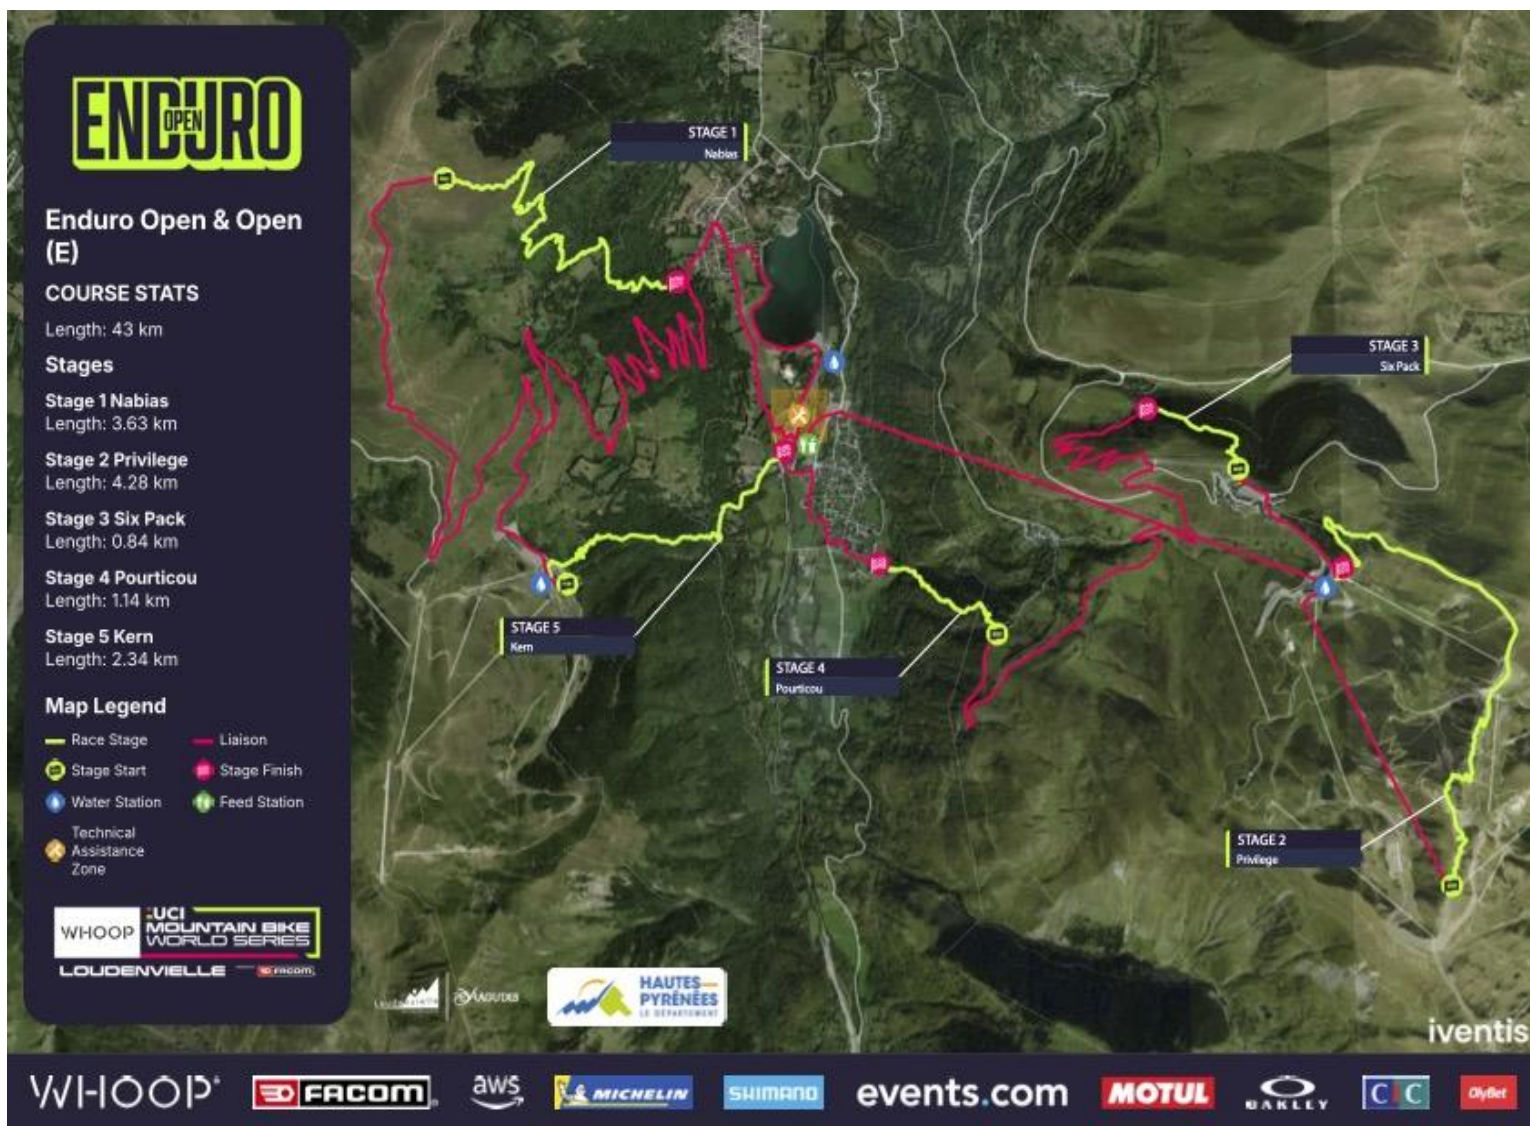 ENDURO
OPEN
Enduro Open & Open
(E)
COURSE STATS
Length: 43 km
Stages
Stage 1 Nabias
Length: 3.63 km
Stage 2 Privilege
Length: 4.28 km
Stage 3 Six Pack
Length: 0.84 km
Stage 4 Pourticou
Length: 1.14 km
Stage 5 Kern
Length: 2.34 km
Map Legend
Race Stage
Liaison
Stage Start
Stage Finish
Water Station
Feed Station
Technical
Assistance
Zone
WHOOP
UCI
MOUNTAIN BIKE
WORLD SERIES
LOUDENVIELLE
FACOM
STAGE 1
Nabias
STAGE 3
Six Pack
STAGE 5
Kern
STAGE 4
Pourticou
STAGE 2
Privilege
HAUTES-
PYRÉNÉES
LE DÉPARTEMENT
iventis
WHOOP
FACOM
aws
MICHELIN
SHIMANO
events.com
MOTUL
OAKLEY
CIC
OlyBet